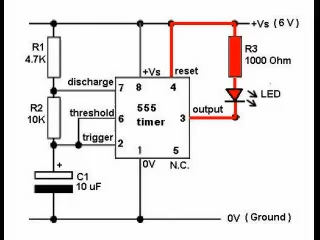 +Vs (6 V)
R1
4.7K
R3
1000 Ohm
+Vs
reset
discharge
7
8
4
LED
R2
10K
threshold
555
timer
output
6
3
trigger
2
1
5
0V
N.C.
+
C1
10 uF
0V (Ground)